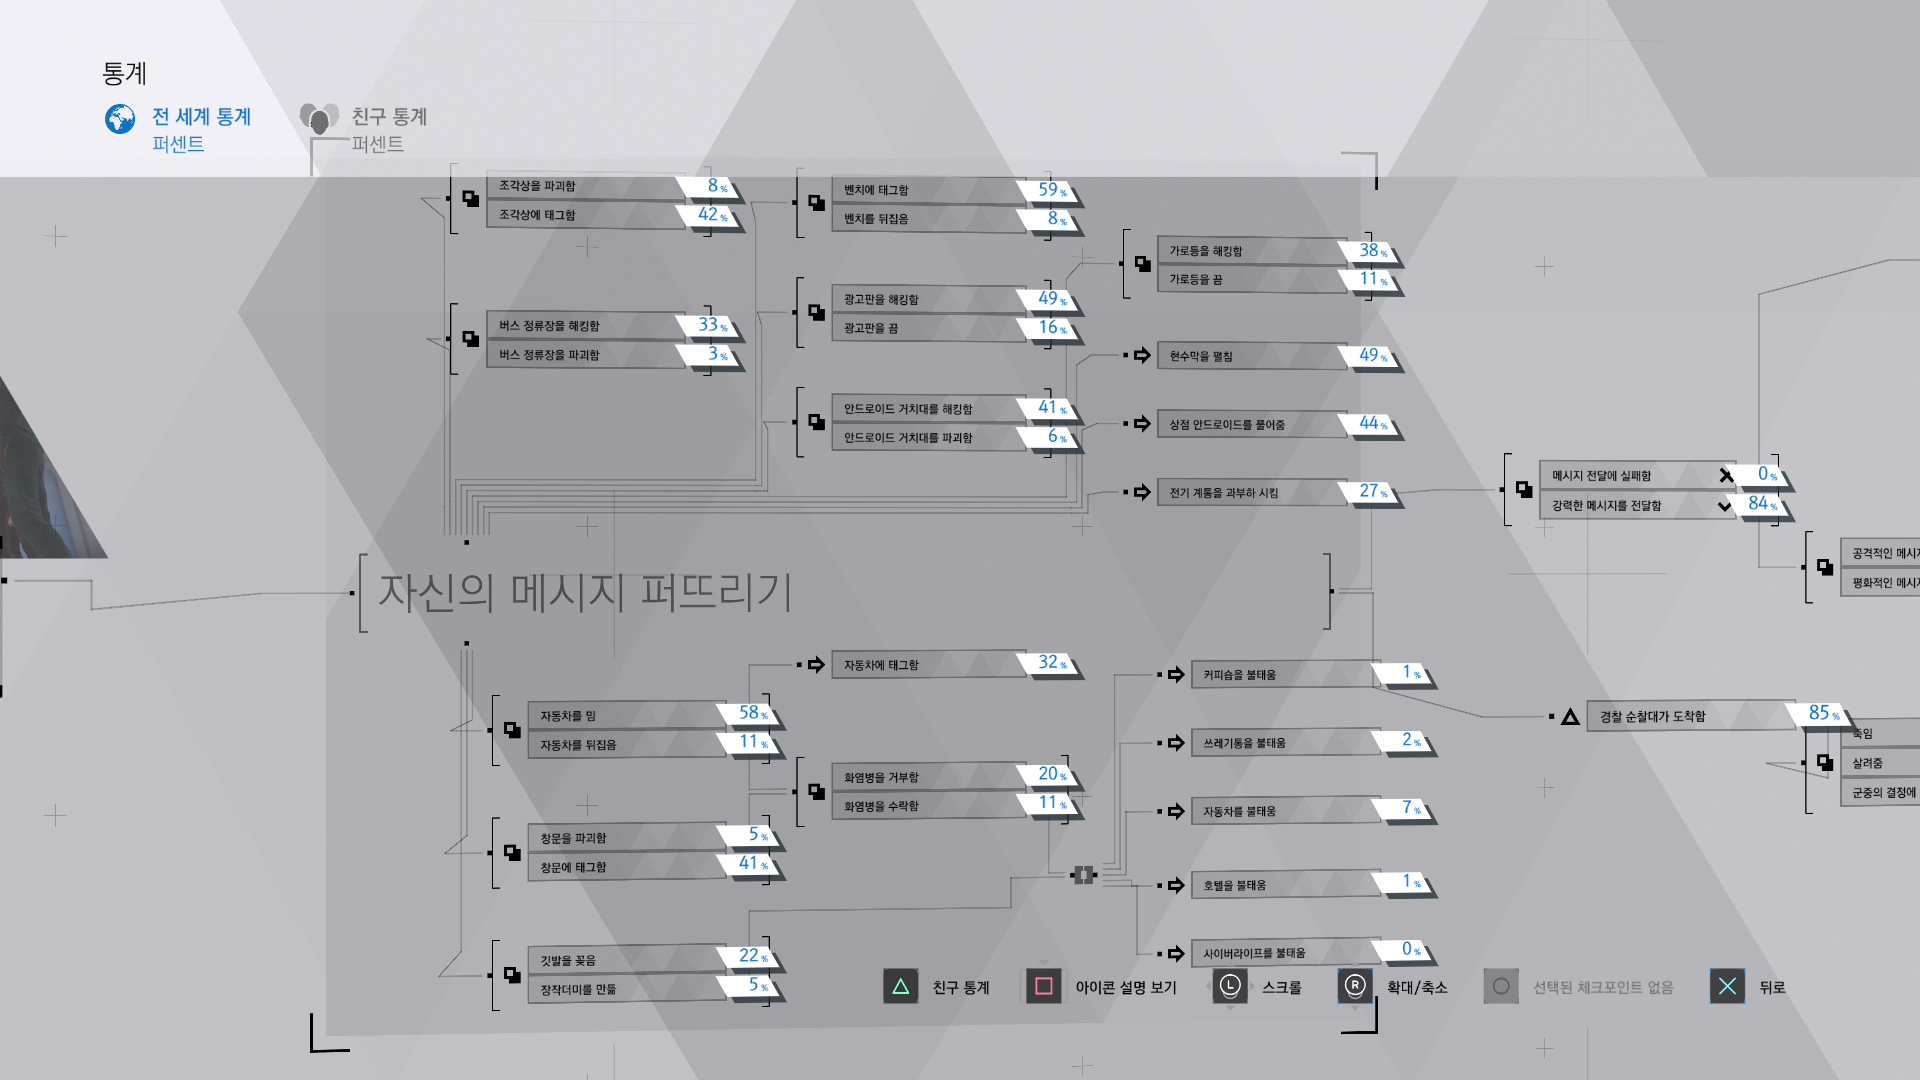 통계
전 세계 통계
퍼센트
친구 통계
퍼센트
조각상을 파괴함 8%
조각상에 태그함 42%
버스 정류장을 해킹함 33%
버스 정류장을 파괴함 3%
벤치에 태그함 59%
벤치를 뒤집음 8%
광고판을 해킹함 49%
광고판을 끔 16%
안드로이드 거치대를 해킹함 41%
안드로이드 거치대를 파괴함 6%
가로등을 해킹함 38%
가로등을 끔 11%
현수막을 펼침 49%
상점 안드로이드를 풀어줌 44%
전기 계통을 과부하 시킴 27%
메시지 전달에 실패함 0%
강력한 메시지를 전달함 84%
공격적인 메시지
평화적인 메시지
자신의 메시지 퍼뜨리기
자동차를 밈 58%
자동차를 뒤집음 11%
창문을 파괴함 5%
창문에 태그함 41%
깃발을 꽂음 22%
장작더미를 만듦 5%
자동차에 태그함 32%
화염병을 거부함 20%
화염병을 수락함 11%
커피숍을 불태움 1%
쓰레기통을 불태움 2%
자동차를 불태움 7%
호텔을 불태움 1%
사이버라이프를 불태움 0%
경찰 순찰대가 도착함 85%
죽임
살려줌
군중의 결정에
친구 통계
아이콘 설명 보기
L 스크롤
R 확대/축소
선택된 체크포인트 없음
뒤로